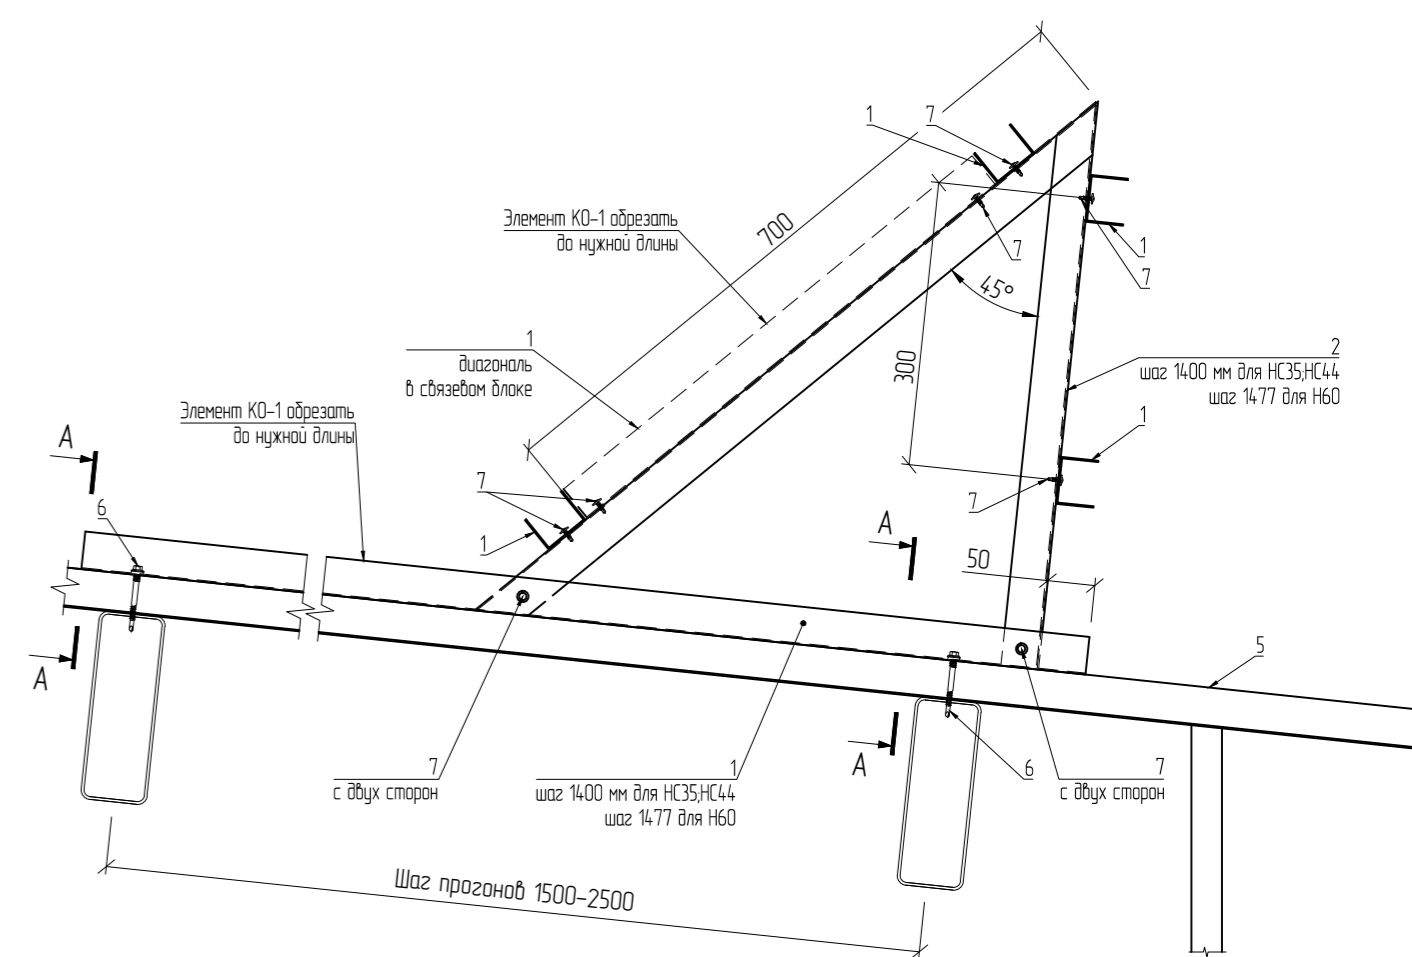 1
7
Элемент КО-1 обрезать
до нужной длины
700
7
1
7
45°
1
диагональ
в связевом блоке
300
2
шаг 1400 мм для НС35;НС44
шаг 1477 для Н60
Элемент КО-1 обрезать
до нужной длины
1
А
7
7
6
1
А
50
5
А
А
7
с двух сторон
1
шаг 1400 мм для НС35;НС44
шаг 1477 для Н60
6
7
с двух сторон
Шаг прогонов 1500-2500